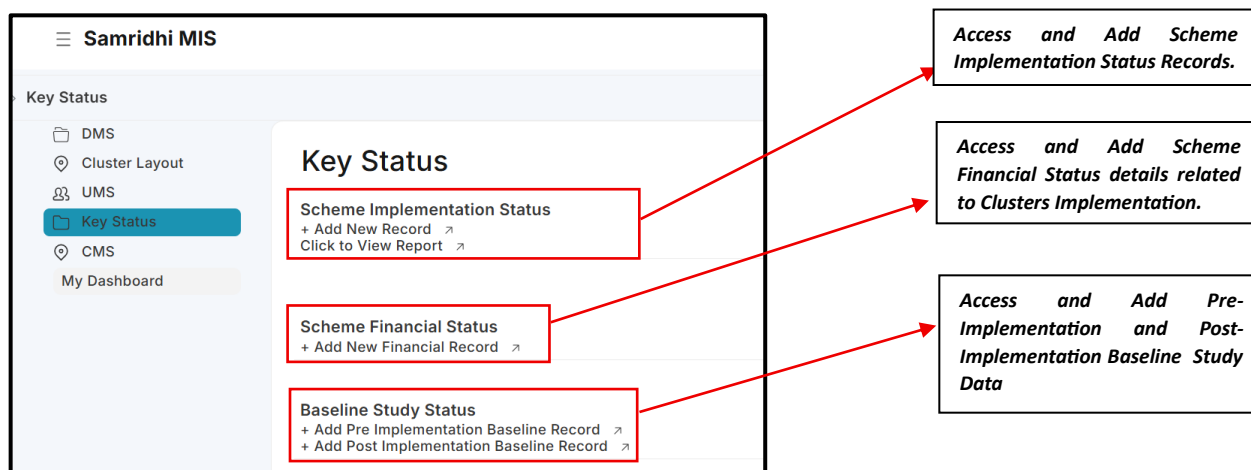 Samridhi MIS
Key Status
DMS
Cluster Layout
UMS
Key Status
CMS
My Dashboard
Key Status
Scheme Implementation Status
+ Add New Record
Click to View Report
Scheme Financial Status
+ Add New Financial Record
Baseline Study Status
+ Add Pre Implementation Baseline Record
+ Add Post Implementation Baseline Record
Access and Add Scheme
Implementation Status Records.
Access and Add Scheme
Financial Status details related
to Clusters Implementation.
Access and Add Pre-
Implementation and Post-
Implementation Baseline Study
Data